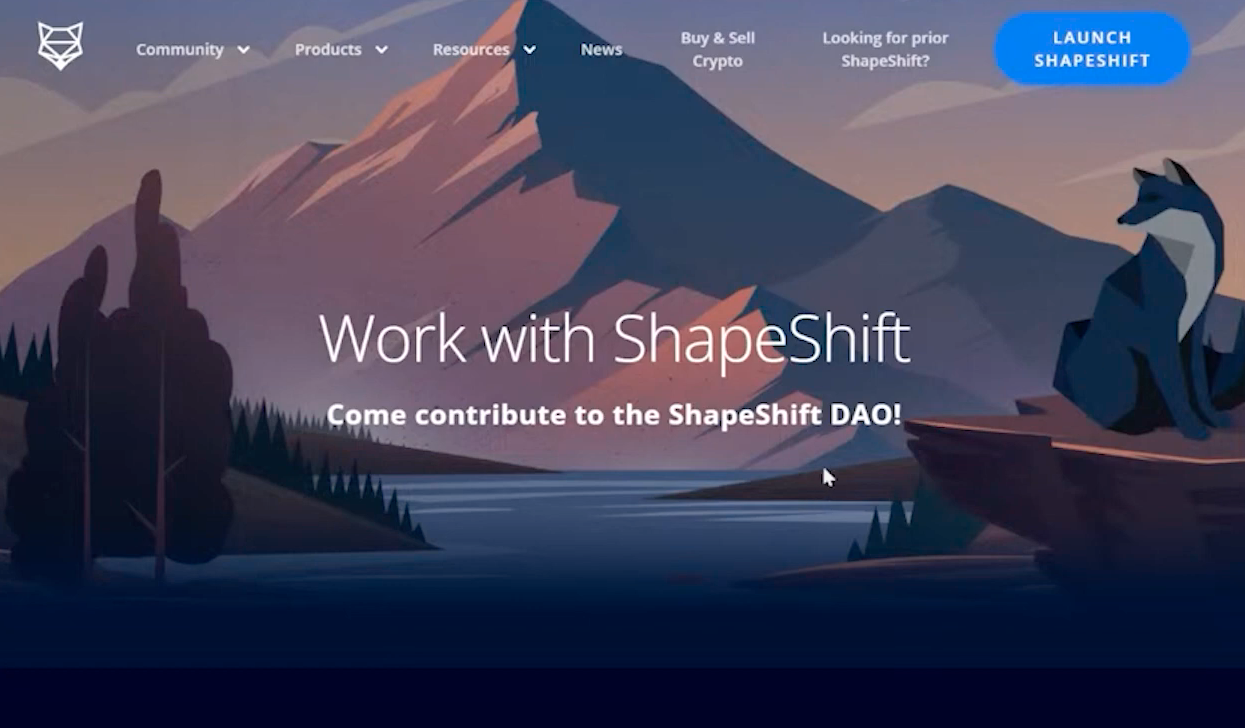 Community
Products
Resources
News
Buy & Sell
Crypto
Looking for prior
ShapeShift?
LAUNCH
SHAPESHIFT
Work with ShapeShift
Come contribute to the ShapeShift DAO!